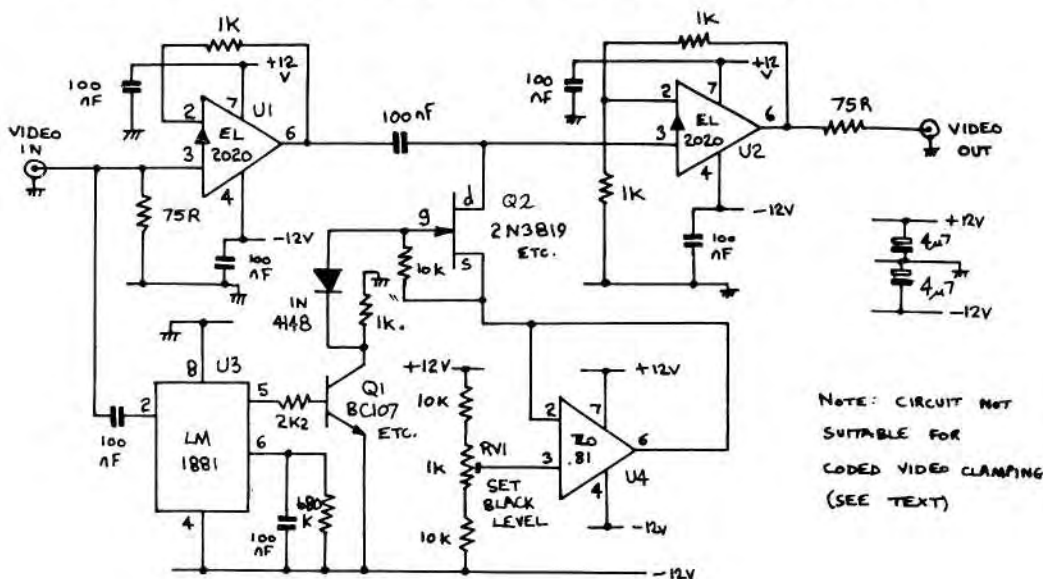 1K
+12
V
100
nF
7
U1
2
EL
2020
6
3
4
VIDEO
IN
75R
-12V
100
nF
100nF
1K
+12
V
100
nF
7
2
EL
2020
6
3
U2
4
75R
VIDEO
OUT
1K
-12V
100
nF
Q2
d
g
s
2N3819
ETC.
10K
1N
4148
1K.
+12V
4µ7
4µ7
-12V
8
U3
5
2K2
2
LM
1881
6
4
100
nF
Q1
BC107
ETC.
100
nF
680
K
+12V
10K
1K
RV1
SET
BLACK
LEVEL
10K
+12V
7
2
3
81
6
U4
4
-12V
-12V
NOTE: CIRCUIT NOT
SUITABLE FOR
CODED VIDEO CLAMPING
(SEE TEXT)